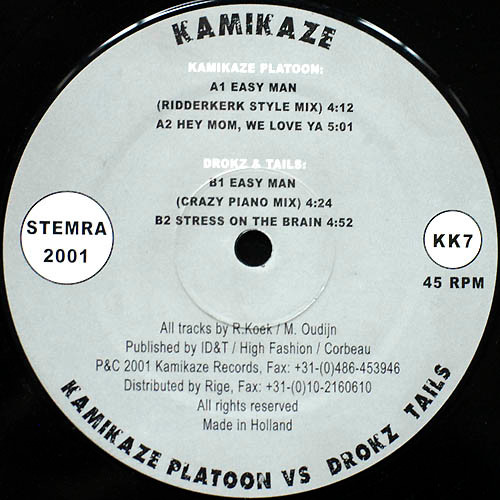 KAMIKAZE
KAMIKAZE PLATOON:
A1 EASY MAN
(RIDDERKERK STYLE MIX) 4:12
A2 HEY MOM, WE LOVE YA 5:01
DROKZ & TAILS:
B1 EASY MAN
(CRAZY PIANO MIX) 4:24
B2 STRESS ON THE BRAIN 4:52
STEMRA
2001
KK7
45 RPM
All tracks by R.Koek / M. Oudijn
Published by ID&T / High Fashion / Corbeau
P&C 2001 Kamikaze Records, Fax: +31-(0)486-453946
Distributed by Rige, Fax: +31-(0)10-2160610
All rights reserved
Made in Holland
KAMIKAZE PLATOON VS DROKZ TAILS